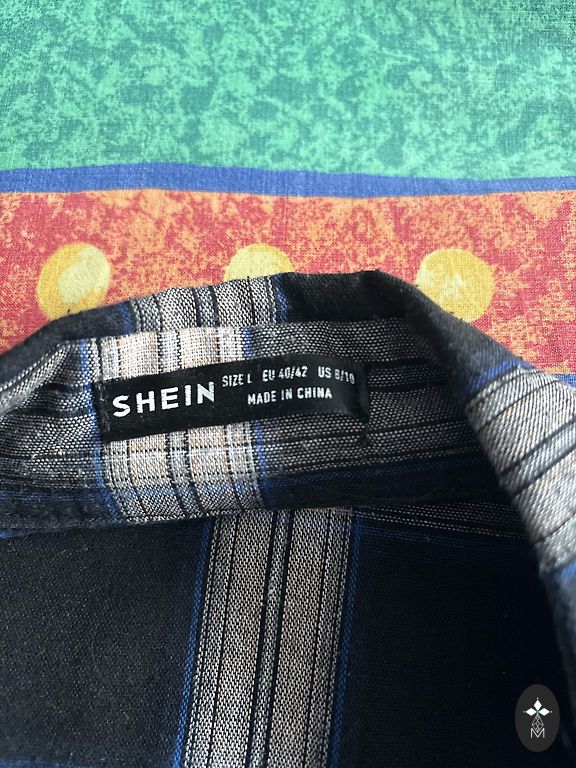 SHEIN
SIZE L EU 40/42 US 8/10
MADE IN CHINA